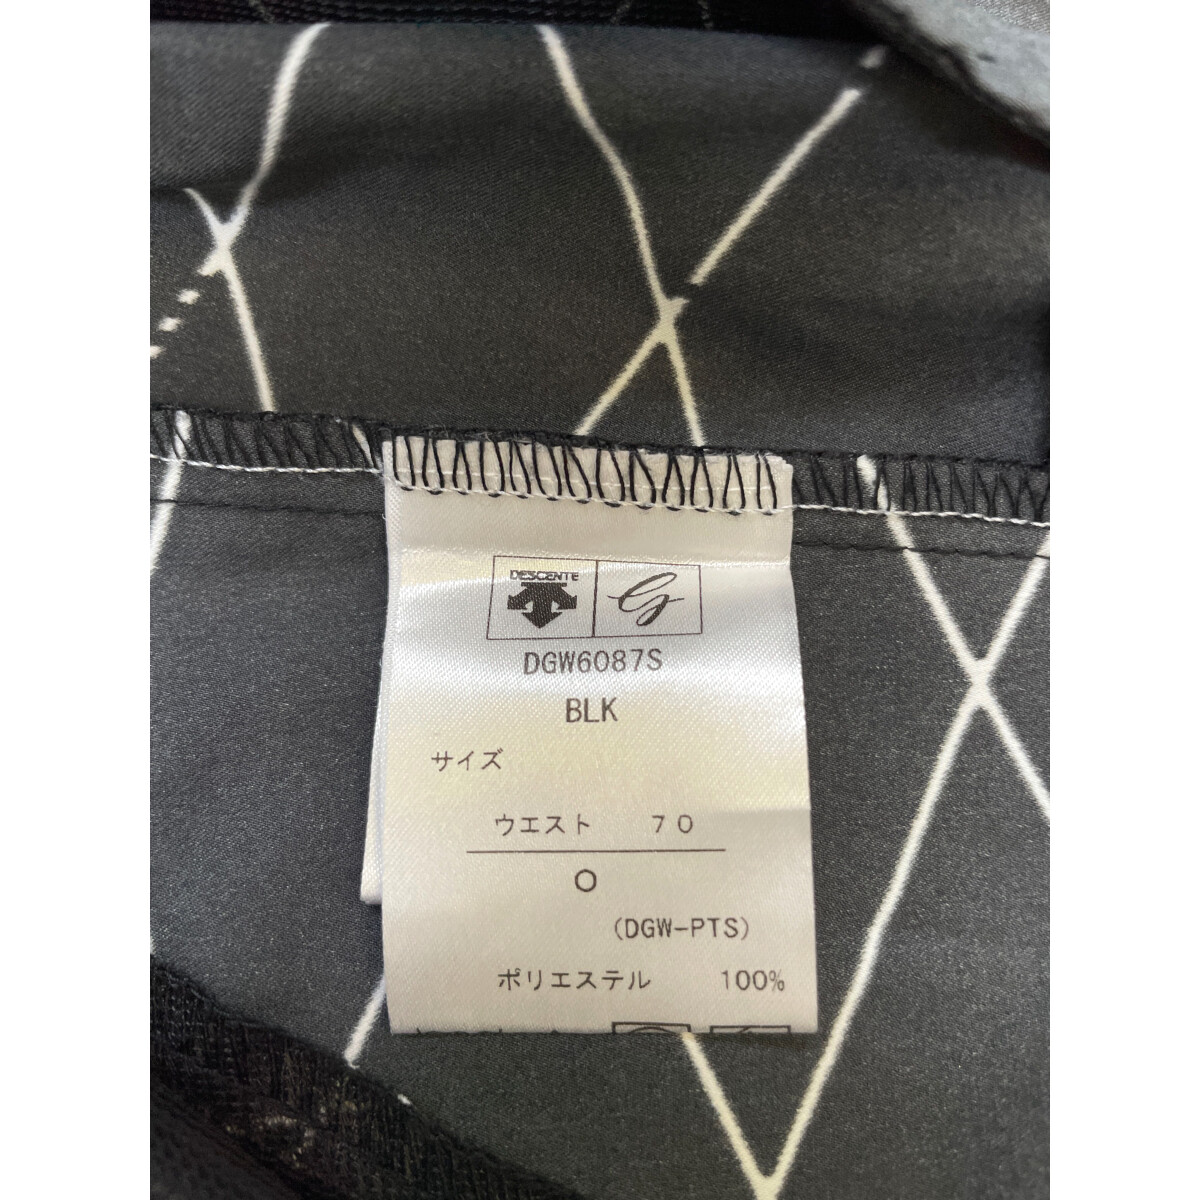 DESCENTE
DGW6087S
BLK
サイズ
ウエスト 70
O
(DGW-PTS)
ポリエステル 100%